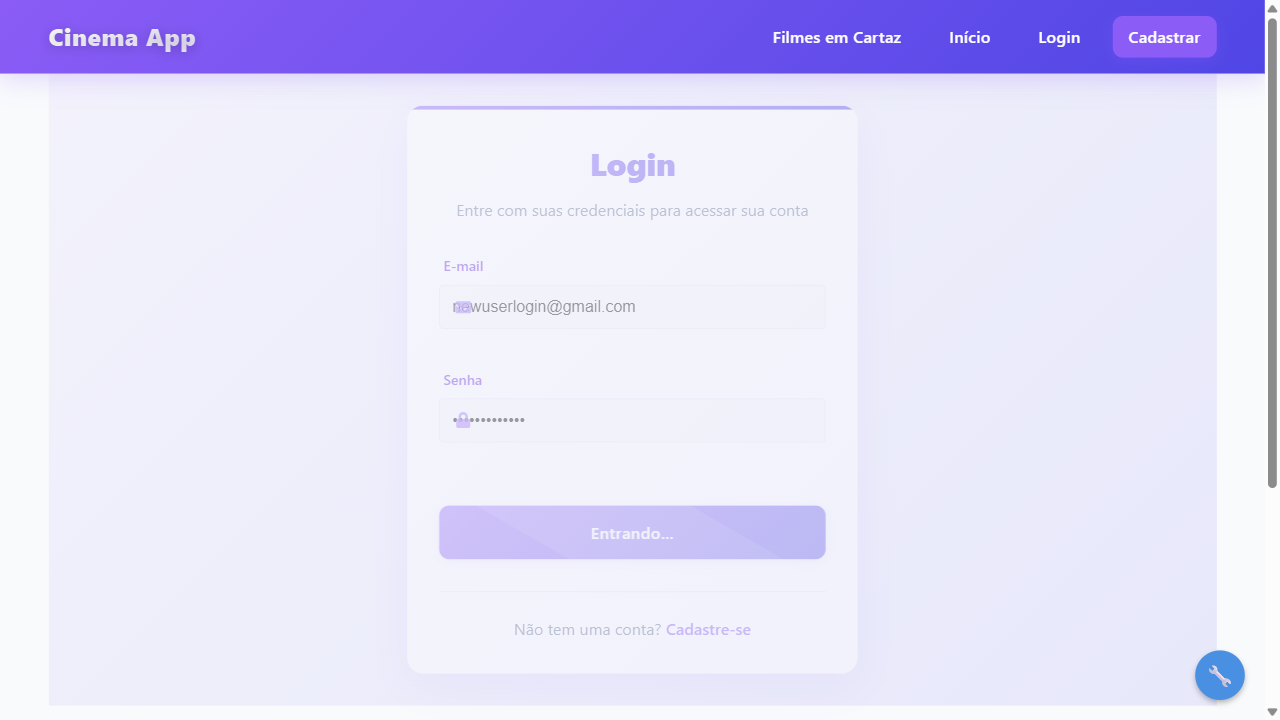 Cinema App
Filmes em Cartaz
Início
Login
Cadastrar
Login
Entre com suas credenciais para acessar sua conta
E-mail
newuserlogin@gmail.com
Senha
••••••••••••
Entrando...
Não tem uma conta? Cadastre-se